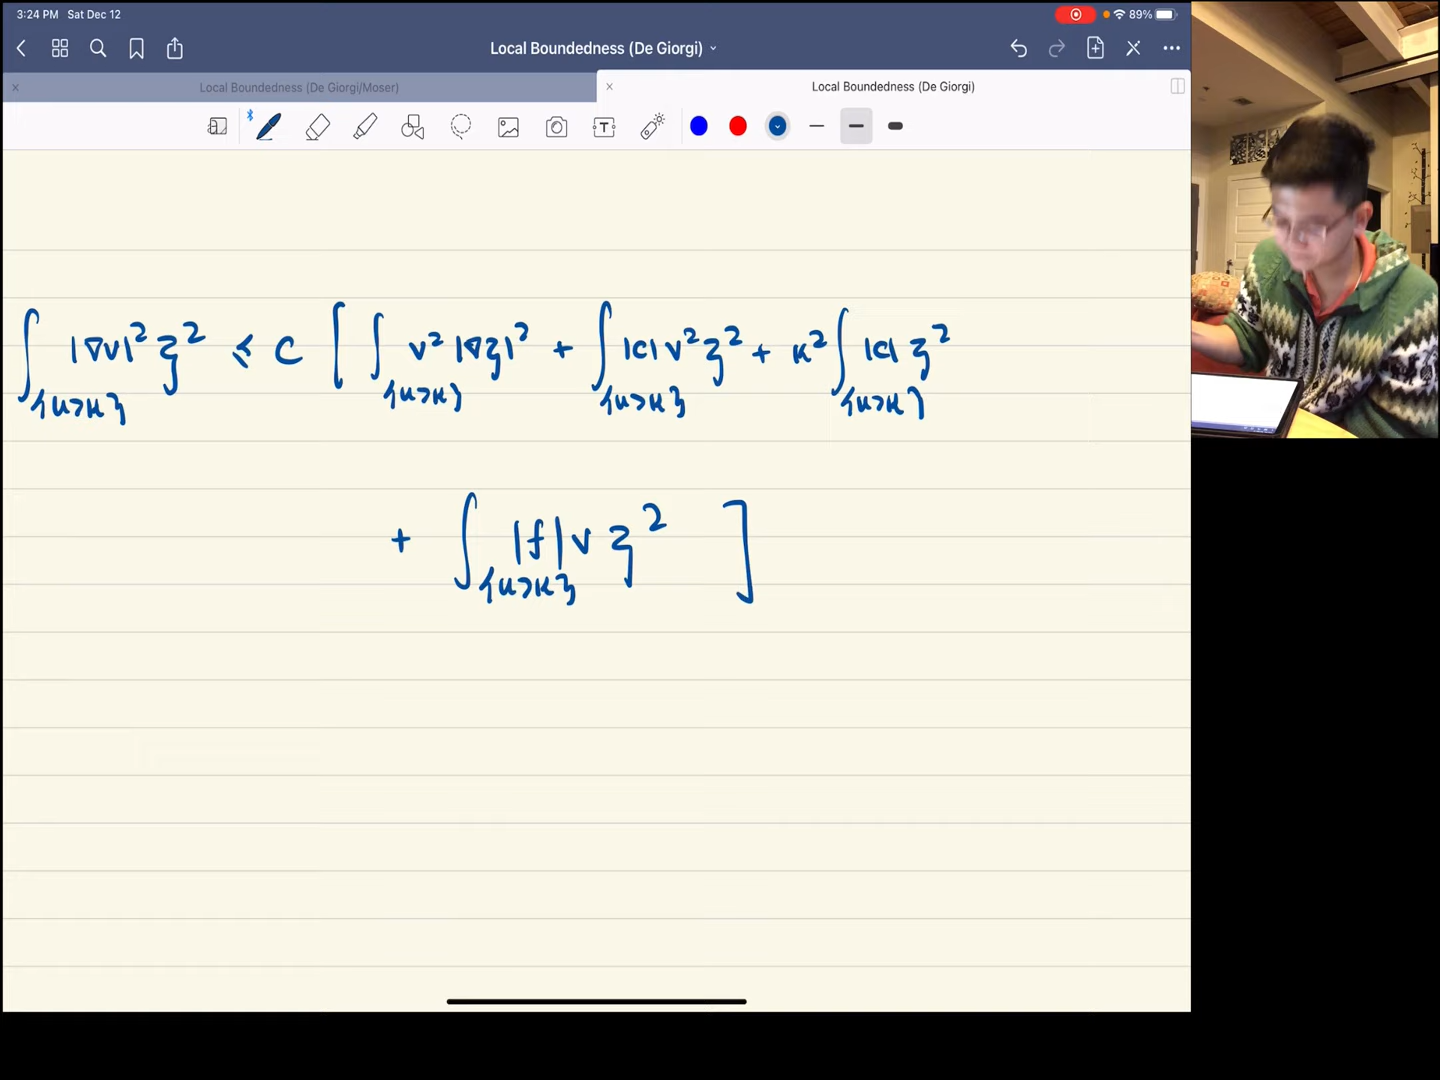 3:24 PM Sat Dec 12
89%
Local Boundedness (De Giorgi)
Local Boundedness (De Giorgi/Moser)
Local Boundedness (De Giorgi)
∫_{u>k} |∇v|² ζ² ≤ C [ ∫_{u>k} v² |∇ζ|² + ∫_{u>k} |c| v² ζ² + k² ∫_{u>k} |c| ζ²
+ ∫_{u>k} |f| v ζ² ]